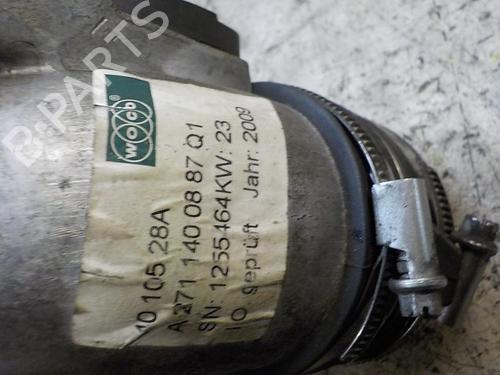 B-PARTS
woco
®
10 105 28A
A 271 140 08 87 Q1
SN: 1255464KW: 23
IO geprüft Jahr: 2009